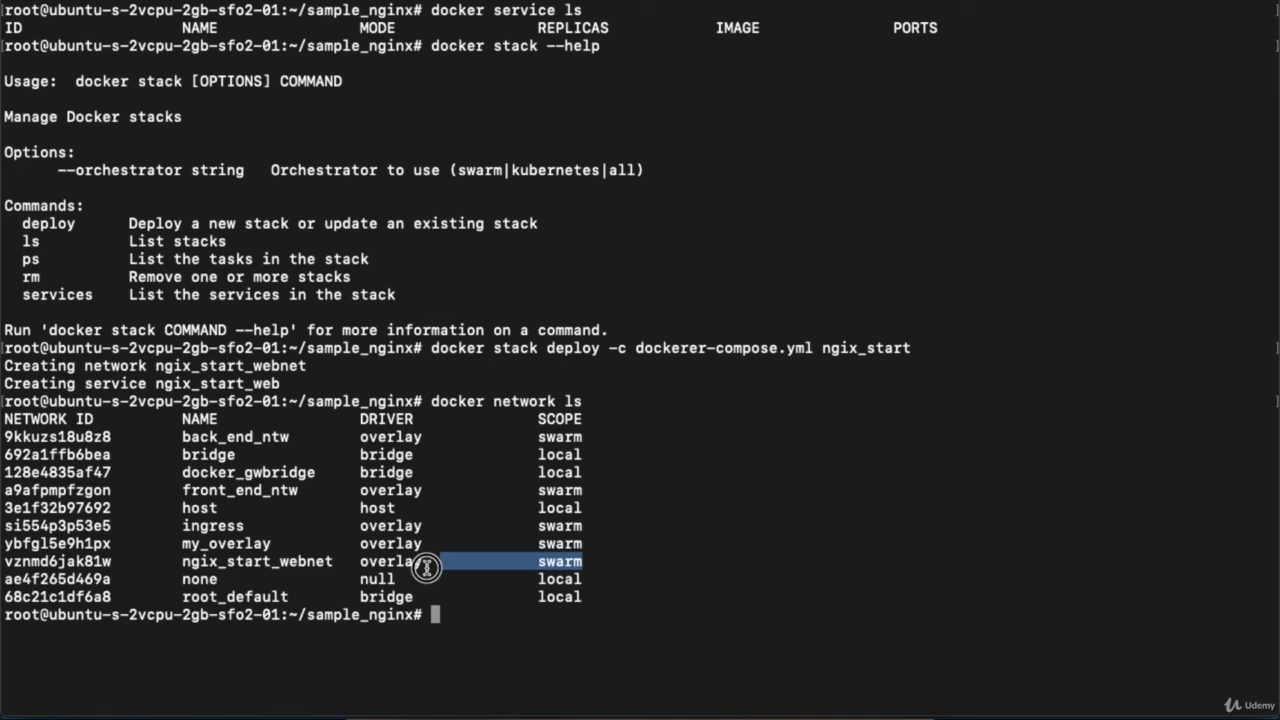 [root@ubuntu-s-2vcpu-2gb-sfo2-01:~/sample_nginx# docker service ls ]
ID NAME MODE REPLICAS IMAGE PORTS
[root@ubuntu-s-2vcpu-2gb-sfo2-01:~/sample_nginx# docker stack --help ]
Usage: docker stack [OPTIONS] COMMAND
Manage Docker stacks
Options:
--orchestrator string Orchestrator to use (swarm|kubernetes|all)
Commands:
deploy Deploy a new stack or update an existing stack
ls List stacks
ps List the tasks in the stack
rm Remove one or more stacks
services List the services in the stack
Run 'docker stack COMMAND --help' for more information on a command.
[root@ubuntu-s-2vcpu-2gb-sfo2-01:~/sample_nginx# docker stack deploy -c dockerer-compose.yml ngix_start ]
Creating network ngix_start_webnet
Creating service ngix_start_web
[root@ubuntu-s-2vcpu-2gb-sfo2-01:~/sample_nginx# docker network ls ]
NETWORK ID NAME DRIVER SCOPE
9kkuzs18u8z8 back_end_ntw overlay swarm
692a1ffb6bea bridge bridge local
128e4835af47 docker_gwbridge bridge local
a9afpmpfzgon front_end_ntw overlay swarm
3e1f32b97692 host host local
si554p3p53e5 ingress overlay swarm
ybfgl5e9h1px my_overlay overlay swarm
vznmd6jak81w ngix_start_webnet overlay swarm
ae4f265d469a none null local
68c21c1df6a8 root_default bridge local
root@ubuntu-s-2vcpu-2gb-sfo2-01:~/sample_nginx#
Udemy